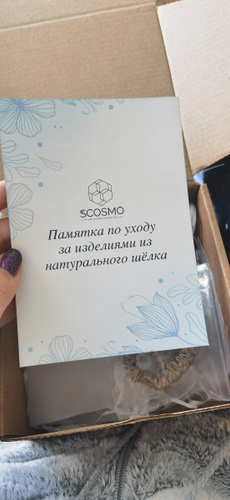 SCOSMO
Памятка по уходу
за изделиями из
натурального шёлка